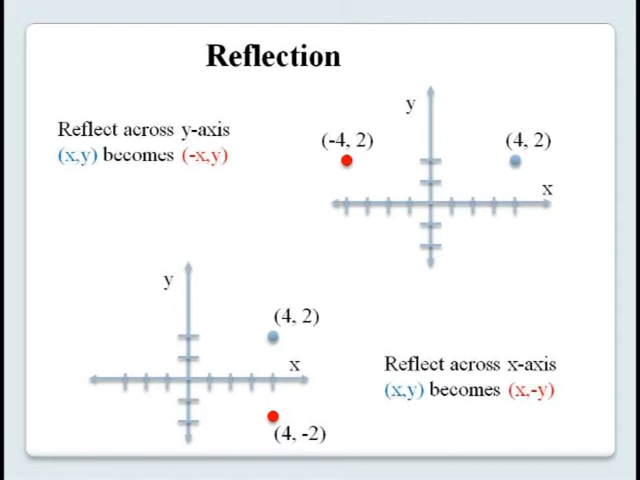 Reflection
Reflect across y-axis
(x,y) becomes (-x,y)
y
(-4, 2)
(4, 2)
x
y
(4, 2)
x
(4, -2)
Reflect across x-axis
(x,y) becomes (x,-y)